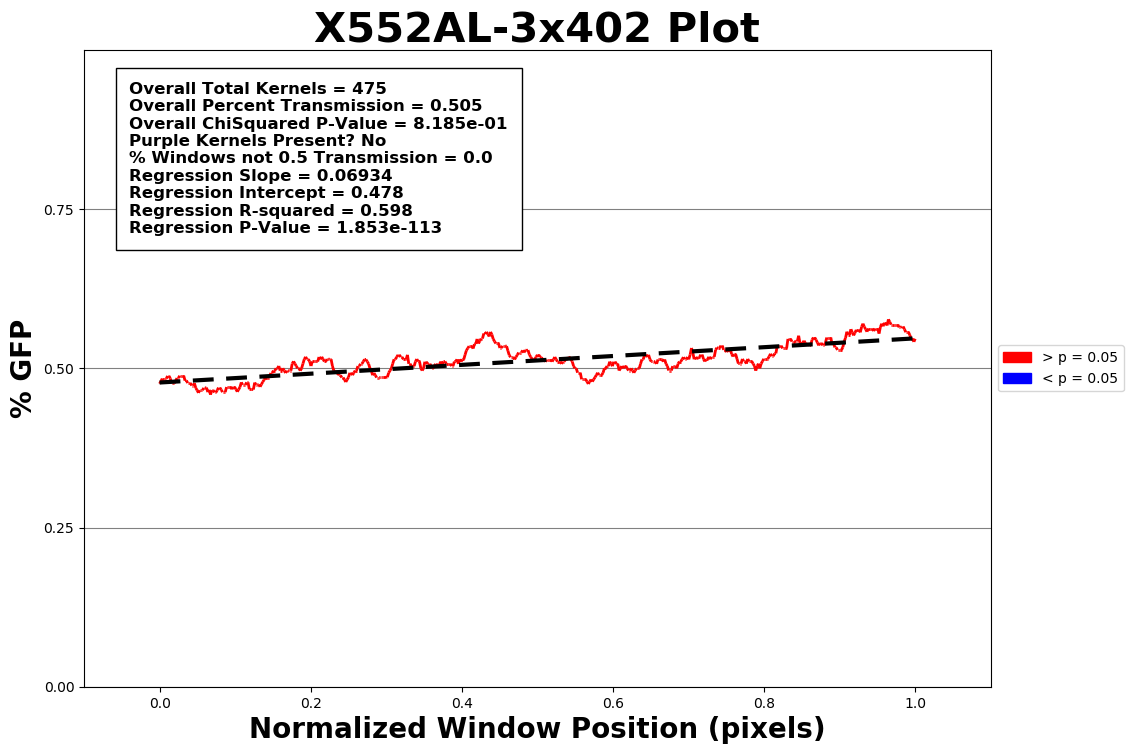 X552AL-3x402 Plot
Overall Total Kernels = 475
Overall Percent Transmission = 0.505
Overall ChiSquared P-Value = 8.185e-01
Purple Kernels Present? No
% Windows not 0.5 Transmission = 0.0
Regression Slope = 0.06934
Regression Intercept = 0.478
Regression R-squared = 0.598
Regression P-Value = 1.853e-113
% GFP
0.75
0.50
0.25
0.00
> p = 0.05
< p = 0.05
0.0 0.2 0.4 0.6 0.8 1.0
Normalized Window Position (pixels)